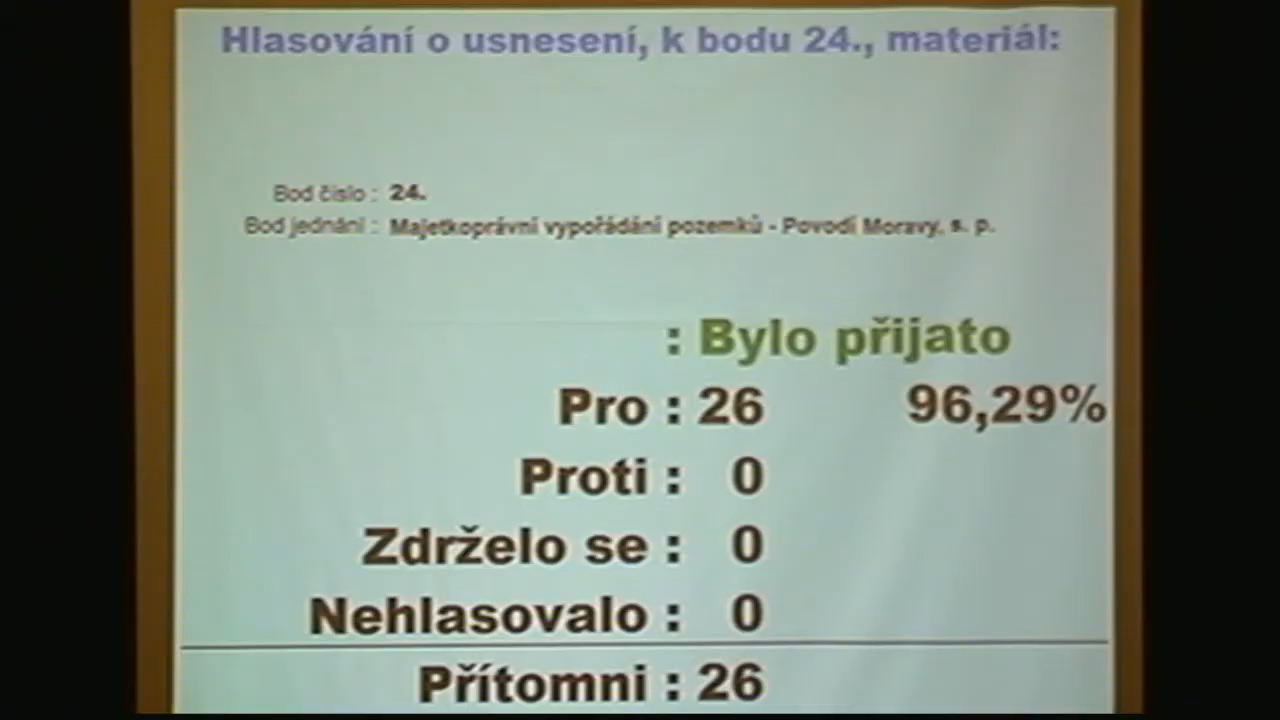 Hlasování o usnesení, k bodu 24., materiál:
Bod číslo : 24.
Bod jednání : Majetkoprávní vypořádání pozemků - Povodí Moravy, s. p.
: Bylo přijato
Pro : 26 96,29%
Proti : 0
Zdrželo se : 0
Nehlasovalo : 0
Přítomni : 26